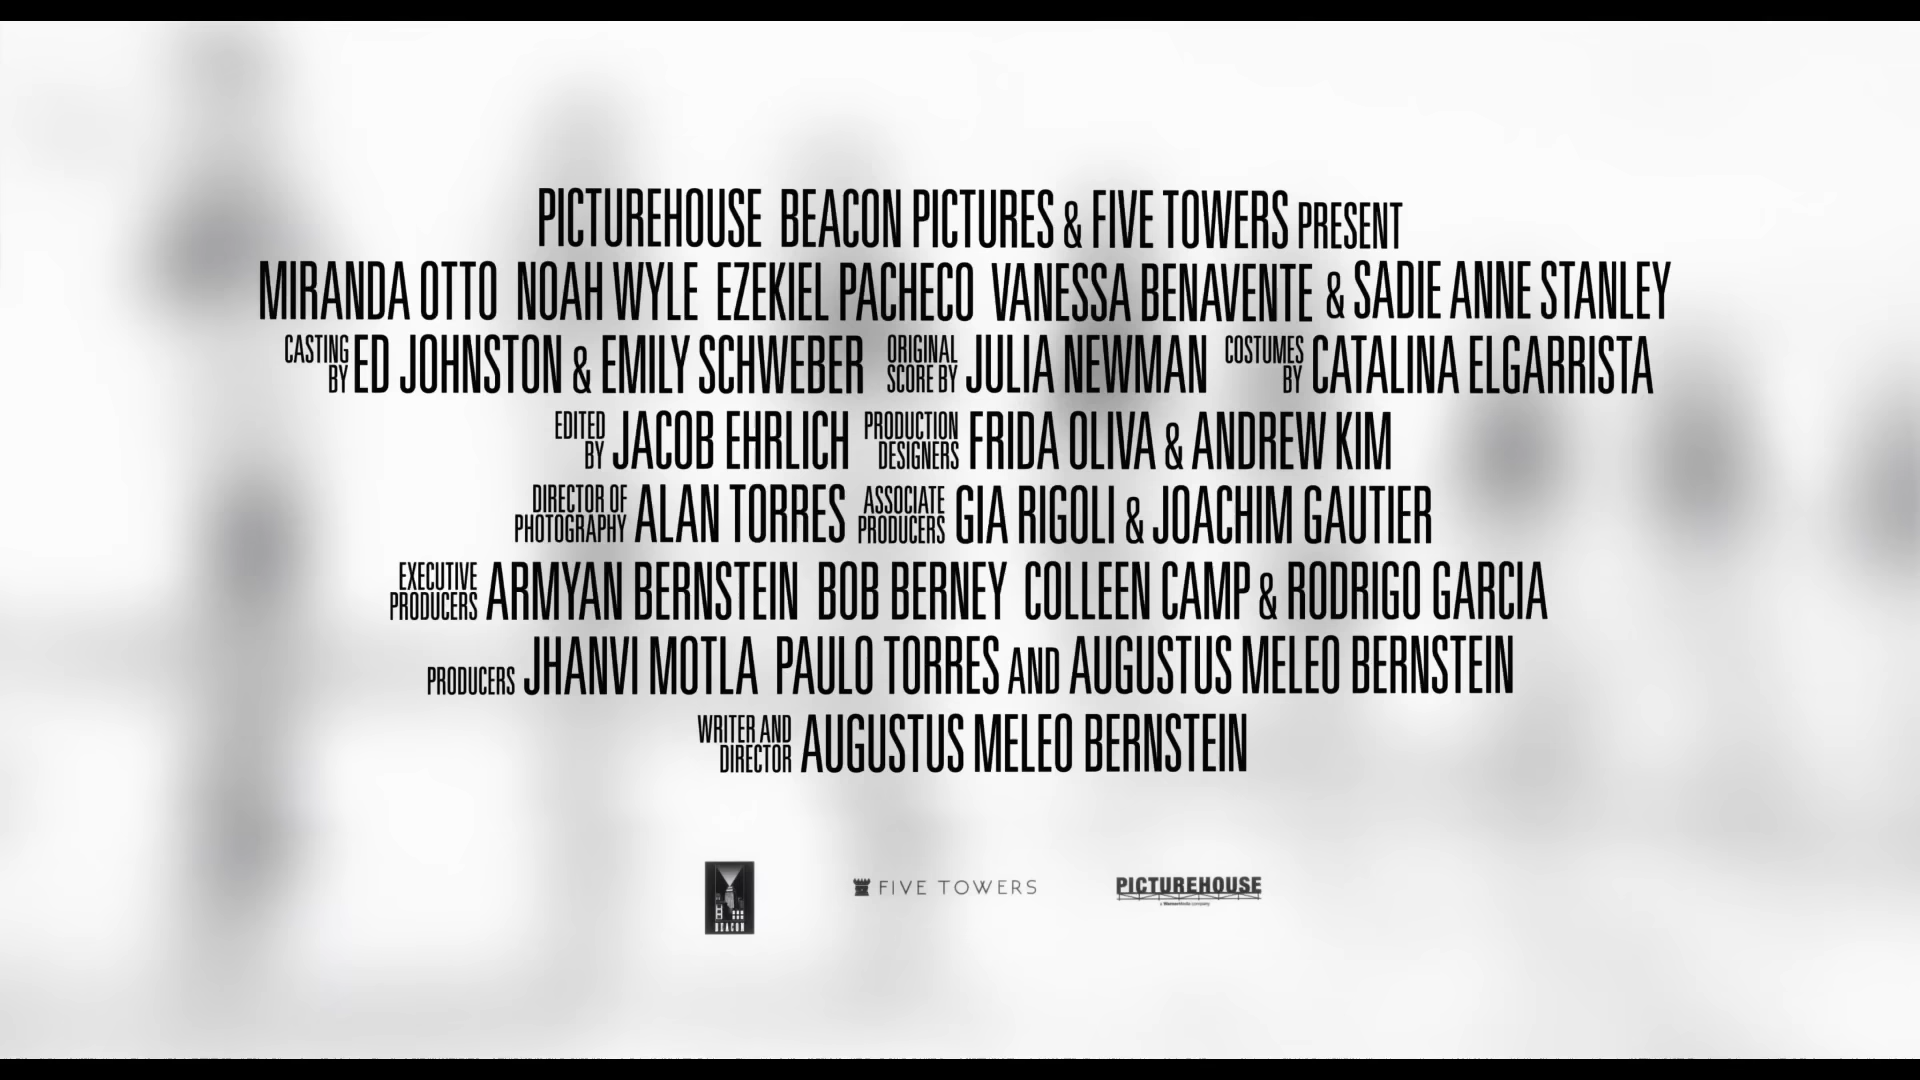 PICTUREHOUSE BEACON PICTURES & FIVE TOWERS PRESENT
MIRANDA OTTO NOAH WYLE EZEKIEL PACHECO VANESSA BENAVENTE & SADIE ANNE STANLEY
CASTING BY ED JOHNSTON & EMILY SCHWEBER ORIGINAL SCORE BY JULIA NEWMAN COSTUMES BY CATALINA ELGARRISTA
EDITED BY JACOB EHRLICH PRODUCTION DESIGNERS FRIDA OLIVA & ANDREW KIM
DIRECTOR OF PHOTOGRAPHY ALAN TORRES ASSOCIATE PRODUCERS GIA RIGOLI & JOACHIM GAUTIER
EXECUTIVE PRODUCERS ARMYAN BERNSTEIN BOB BERNEY COLLEEN CAMP & RODRIGO GARCIA
PRODUCERS JHANVI MOTLA PAULO TORRES AND AUGUSTUS MELEO BERNSTEIN
WRITER AND DIRECTOR AUGUSTUS MELEO BERNSTEIN
BEACON FIVE TOWERS PICTUREHOUSE